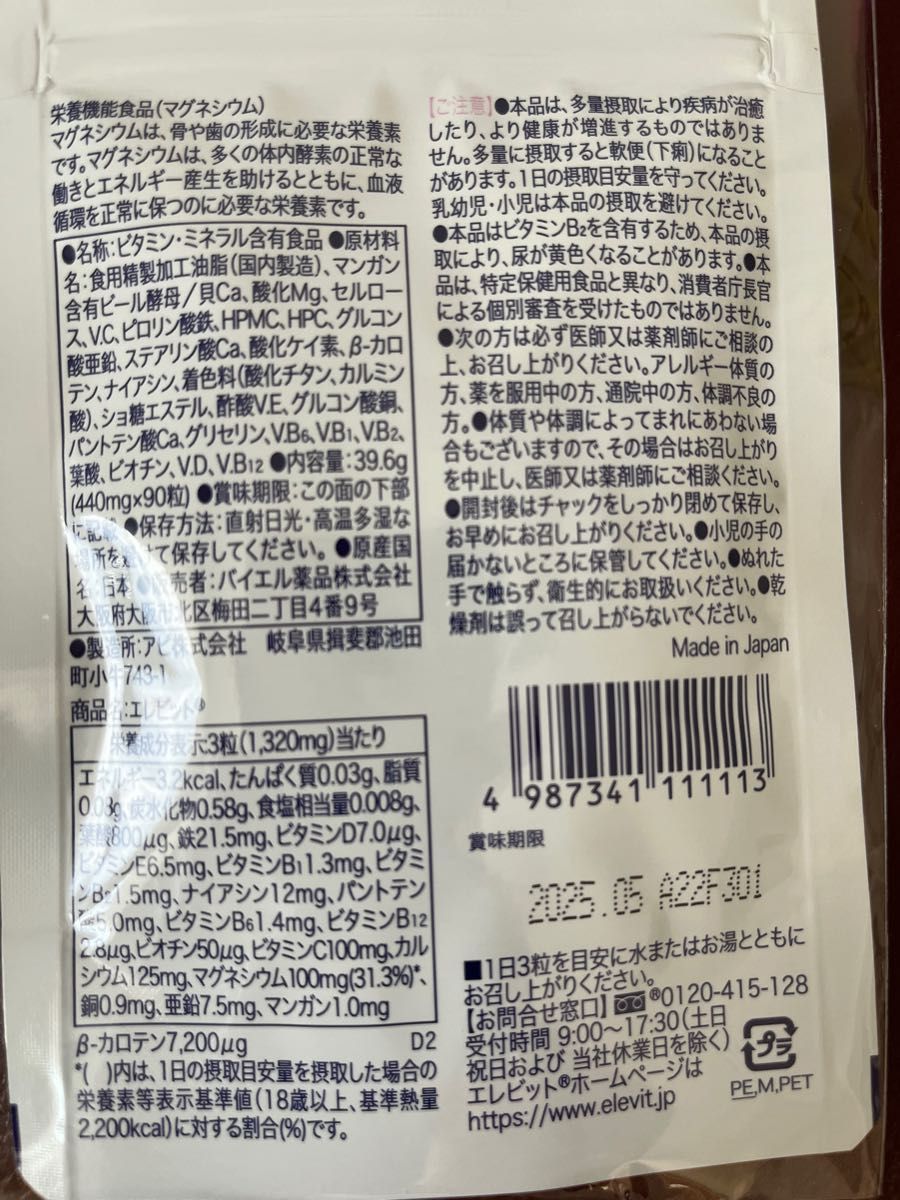 栄養機能食品(マグネシウム)
マグネシウムは、骨や歯の形成に必要な栄養素
です。マグネシウムは、多くの体内酵素の正常な
働きとエネルギー産生を助けるとともに、血液
循環を正常に保つのに必要な栄養素です。
●名称:ビタミン・ミネラル含有食品 ●原材料
名:食用精製加工油脂(国内製造)、マンガン
含有ビール酵母/貝Ca、酸化Mg、セルロー
ス、V.C、ピロリン酸鉄、HPMC、HPC、グルコン
酸亜鉛、ステアリン酸Ca、酸化ケイ素、β-カロ
テン、ナイアシン、着色料(酸化チタン、カルミン
酸)、ショ糖エステル、酢酸V.E、グルコン酸銅、
パントテン酸Ca、グリセリン、V.B6、V.B1、V.B2、
葉酸、ビオチン、V.D、V.B12 ●内容量:39.6g
(440mg×90粒) ●賞味期限:この面の下部
に記載 ●保存方法:直射日光・高温多湿な
場所を避けて保存してください。 ●原産国
名:日本 ●販売者:バイエル薬品株式会社
大阪府大阪市北区梅田二丁目4番9号
●製造所:アピ株式会社 岐阜県揖斐郡池田
町小牛743-1
商品名:エレビット®
栄養成分表示:3粒(1,320mg)当たり
エネルギー3.2kcal、たんぱく質0.03g、脂質
0.08g、炭水化物0.58g、食塩相当量0.008g、
葉酸800μg、鉄21.5mg、ビタミンD7.0μg、
ビタミンE6.5mg、ビタミンB1 1.3mg、ビタミ
ンB2 1.5mg、ナイアシン12mg、パントテン
酸5.0mg、ビタミンB6 1.4mg、ビタミンB12
2.8μg、ビオチン50μg、ビタミンC100mg、カル
シウム125mg、マグネシウム100mg(31.3%)*、
銅0.9mg、亜鉛7.5mg、マンガン1.0mg
β-カロテン7,200μg D2
*( )内は、1日の摂取目安量を摂取した場合の
栄養素等表示基準値(18歳以上、基準熱量
2,200kcal)に対する割合(%)です。
【ご注意】●本品は、多量摂取により疾病が治癒
したり、より健康が増進するものではありま
せん。多量に摂取すると軟便(下痢)になること
があります。1日の摂取目安量を守ってください。
乳幼児・小児は本品の摂取を避けてください。
●本品はビタミンB2を含有するため、本品の摂
取により、尿が黄色くなることがあります。●本
品は、特定保健用食品と異なり、消費者庁長官
による個別審査を受けたものではありません。
●次の方は必ず医師又は薬剤師にご相談の
上、お召し上がりください。アレルギー体質の
方、薬を服用中の方、通院中の方、体調不良の
方。●体質や体調によってまれにあわない場
合もございますので、その場合はお召し上がり
を中止し、医師又は薬剤師にご相談ください。
●開封後はチャックをしっかり閉めて保存し、
お早めにお召し上がりください。●小児の手の
届かないところに保管してください。●ぬれた
手で触らず、衛生的にお取扱いください。●乾
燥剤は誤って召し上がらないでください。
Made in Japan
4 987341 111113
賞味期限
2025.05 A22F301
■1日3粒を目安に水またはお湯とともに
お召し上がりください。
【お問合せ窓口】 ®0120-415-128
受付時間 9:00〜17:30(土日
祝日および 当社休業日を除く)
エレビット®ホームページは
https://www.elevit.jp
プラ
PE,M,PET